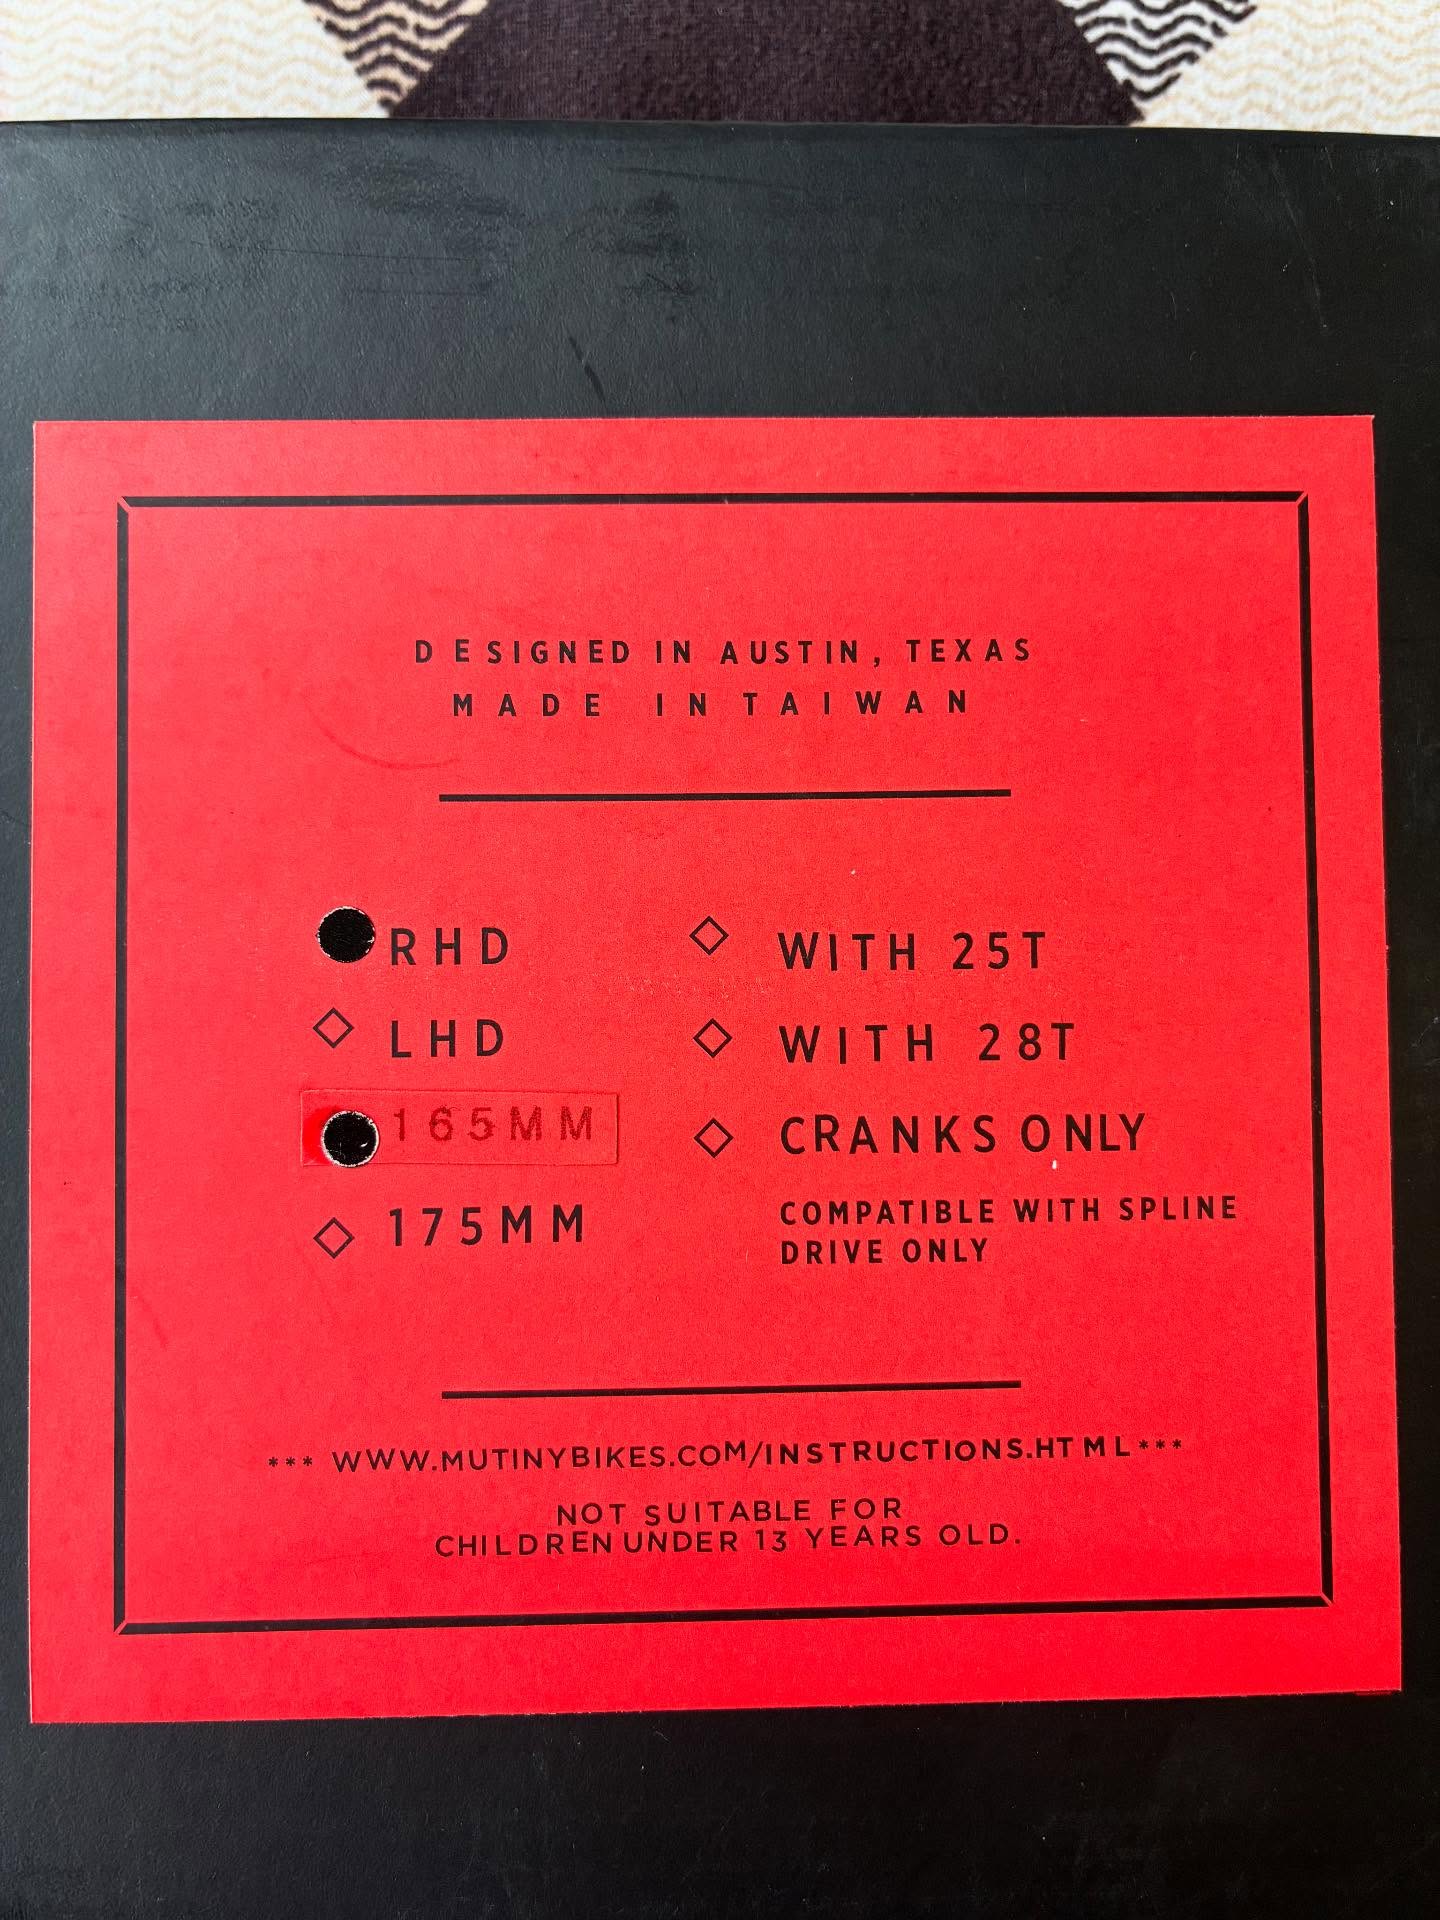 DESIGNED IN AUSTIN, TEXAS
MADE IN TAIWAN
RHD
LHD
165MM
175MM
WITH 25T
WITH 28T
CRANKS ONLY
COMPATIBLE WITH SPLINE
DRIVE ONLY
*** WWW.MUTINYBIKES.COM/INSTRUCTIONS.HTML***
NOT SUITABLE FOR
CHILDREN UNDER 13 YEARS OLD.